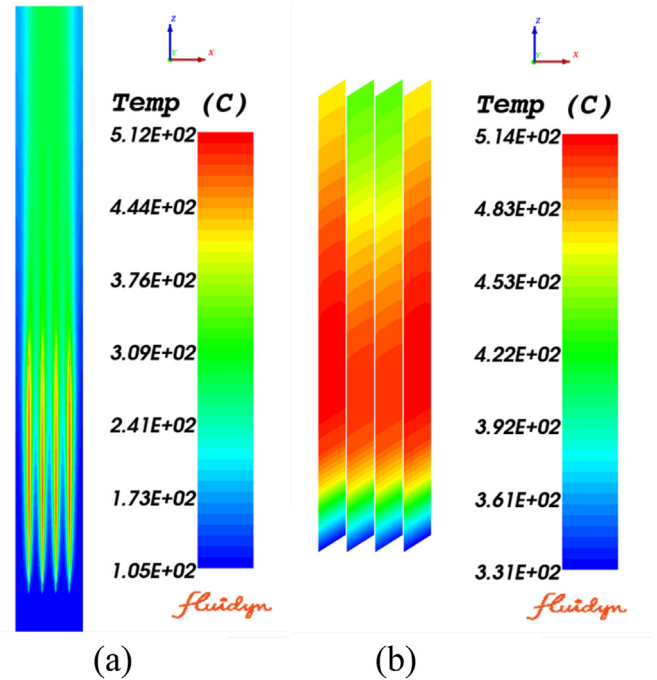 Z
Y
X
Temp (C)
5.12E+02
4.44E+02
3.76E+02
3.09E+02
2.41E+02
1.73E+02
1.05E+02
fluidyn
(a)
Z
Y
X
Temp (C)
5.14E+02
4.83E+02
4.53E+02
4.22E+02
3.92E+02
3.61E+02
3.31E+02
fluidyn
(b)